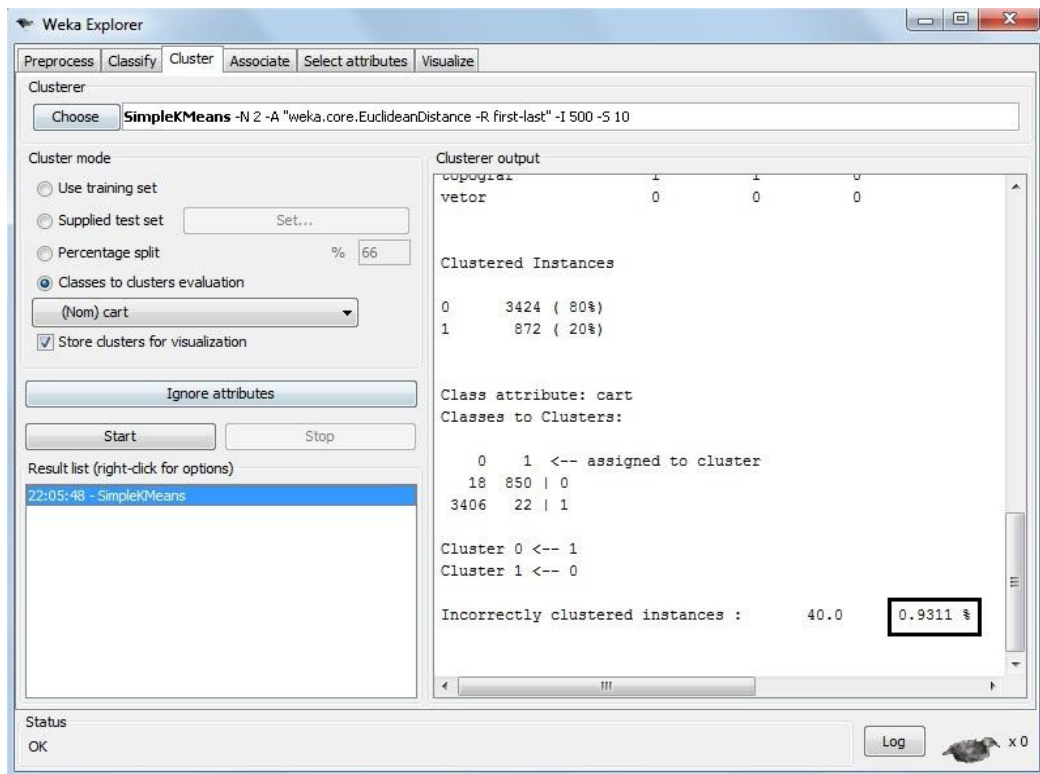 Weka Explorer
Preprocess Classify Cluster Associate Select attributes Visualize
Clusterer
Choose SimpleKMeans -N 2 -A "weka.core.EuclideanDistance -R first-last" -I 500 -S 10
Cluster mode
Use training set
Supplied test set Set...
Percentage split % 66
Classes to clusters evaluation
(Nom) cart
Store clusters for visualization
Ignore attributes
Start Stop
Result list (right-click for options)
22:05:48 - SimpleKMeans
Clusterer output
topograf 1 1 0
vetor 0 0 0
Clustered Instances
0 3424 ( 80%)
1 872 ( 20%)
Class attribute: cart
Classes to Clusters:
0 1 <-- assigned to cluster
18 850 | 0
3406 22 | 1
Cluster 0 <-- 1
Cluster 1 <-- 0
Incorrectly clustered instances : 40.0 0.9311 %
Status
OK
Log x 0